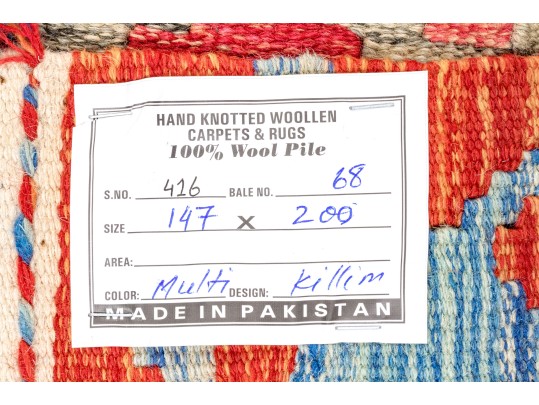 HAND KNOTTED WOOLLEN
CARPETS & RUGS
100% Wool Pile
S.NO. 416 BALE NO. 68
SIZE 147 X 200
AREA:
COLOR: Multi DESIGN: Killim
MADE IN PAKISTAN